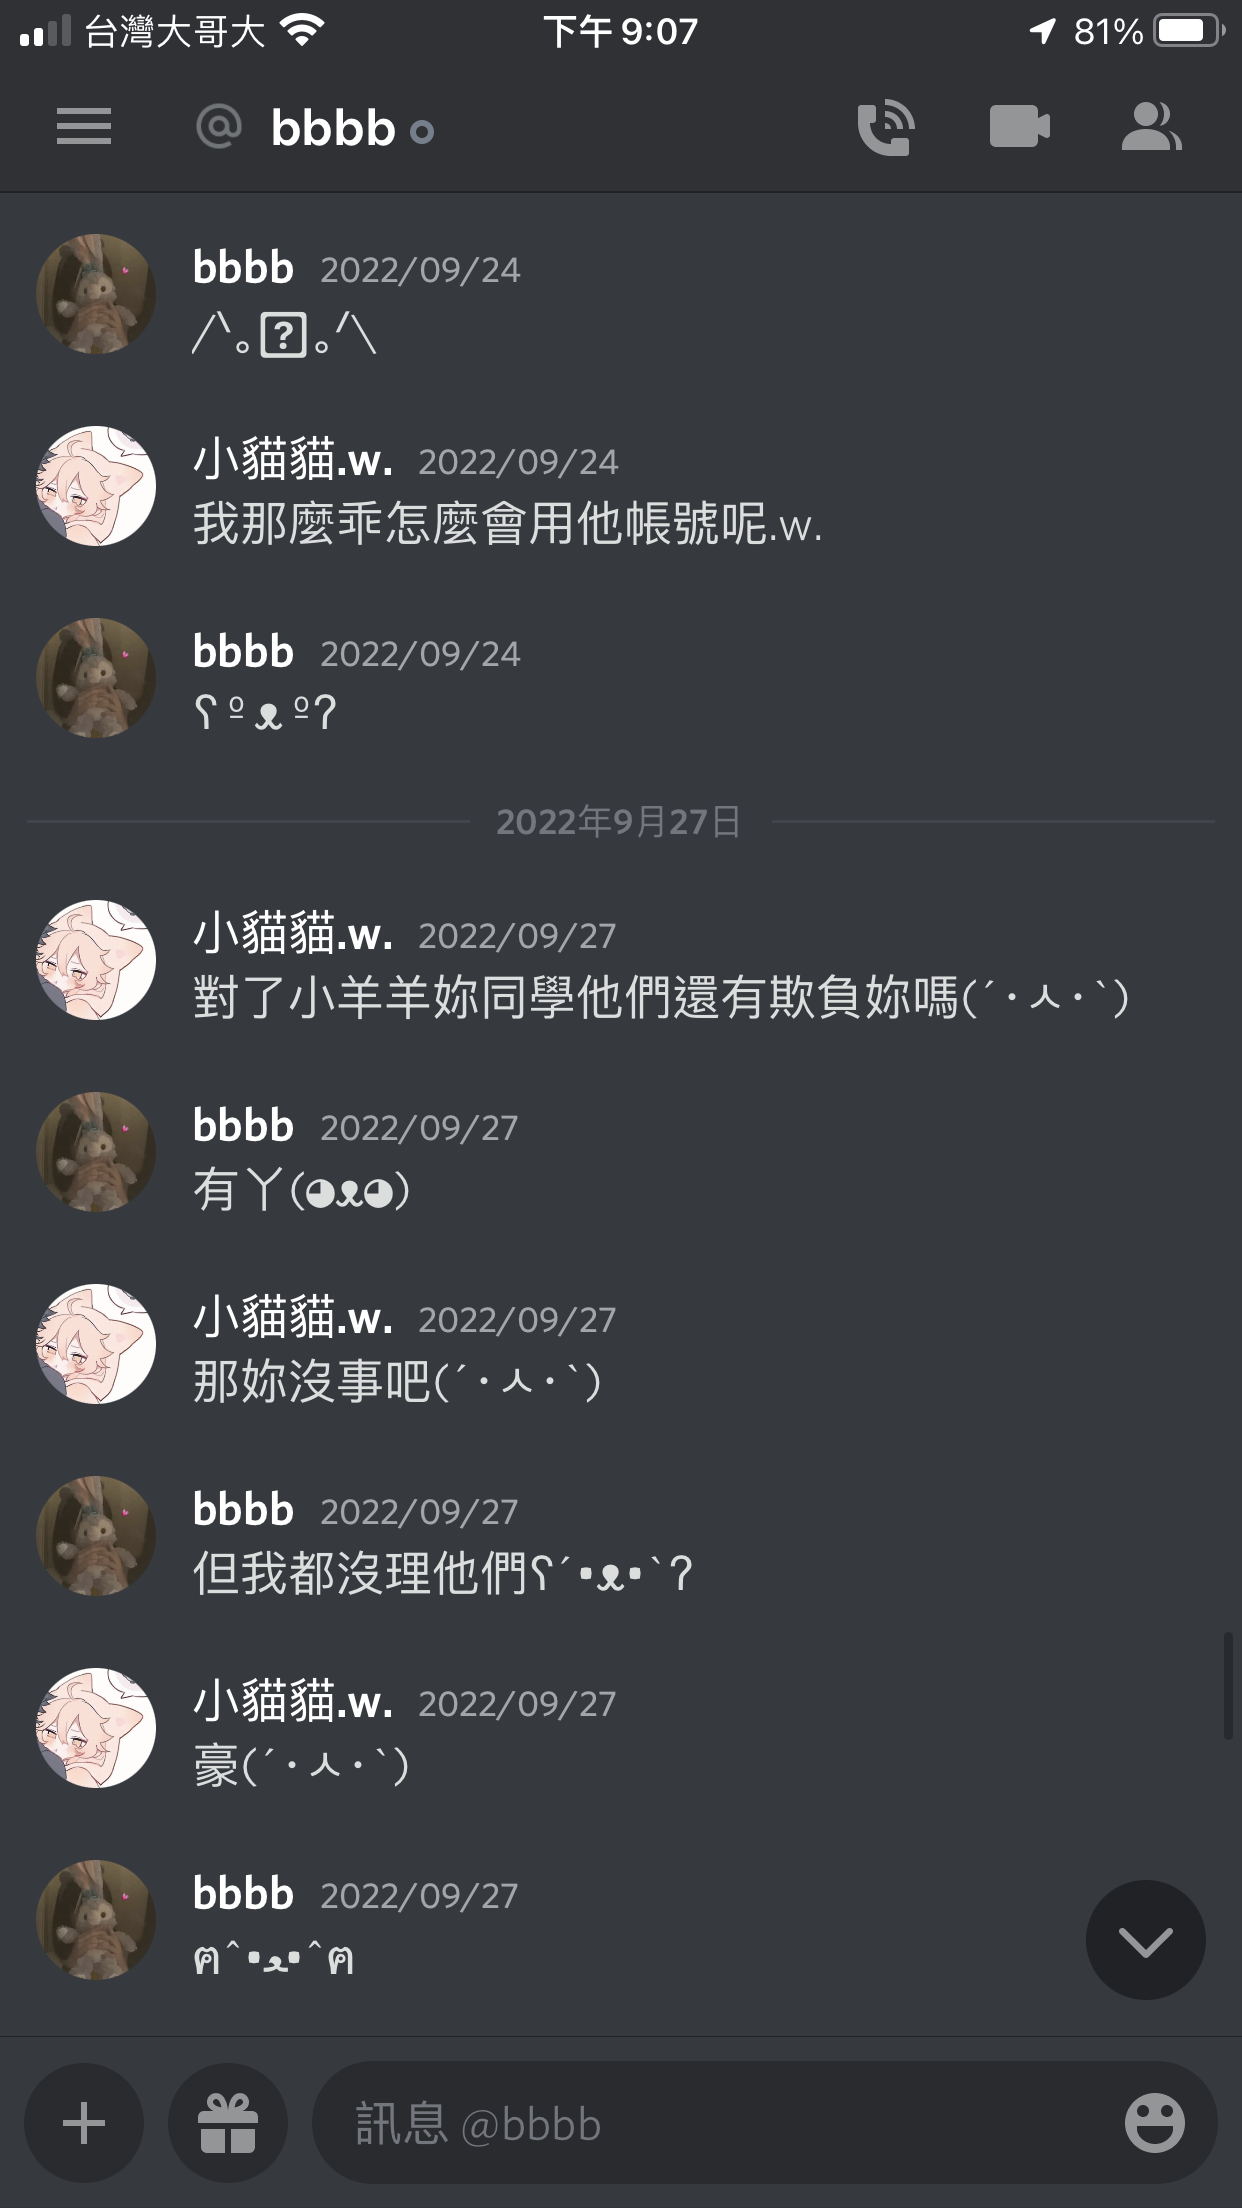 台灣大哥大 下午 9:07 81%
@ bbbb
bbbb 2022/09/24
╱╲｡⍰｡╱╲
小貓貓.w. 2022/09/24
我那麼乖怎麼會用他帳號呢.w.
bbbb 2022/09/24
ʕ º ᴥ ºʔ
2022年9月27日
小貓貓.w. 2022/09/27
對了小羊羊妳同學他們還有欺負妳嗎(´･ㅅ･`)
bbbb 2022/09/27
有丫(◕ᴥ◕)
小貓貓.w. 2022/09/27
那妳沒事吧(´･ㅅ･`)
bbbb 2022/09/27
但我都沒理他們ʕ´•ᴥ•`ʔ
小貓貓.w. 2022/09/27
豪(´･ㅅ･`)
bbbb 2022/09/27
ฅˆ•ﻌ•ˆฅ
訊息 @bbbb